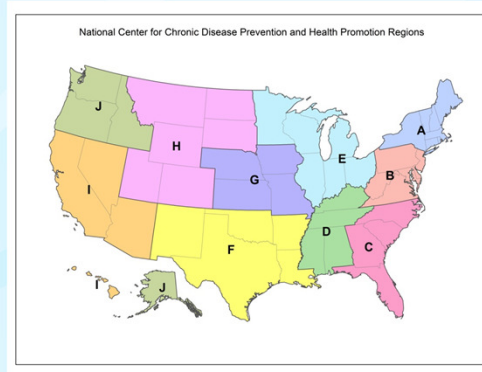 National Center for Chronic Disease Prevention and Health Promotion Regions
J
A
H
E
B
G
I
D
F
C
I
J